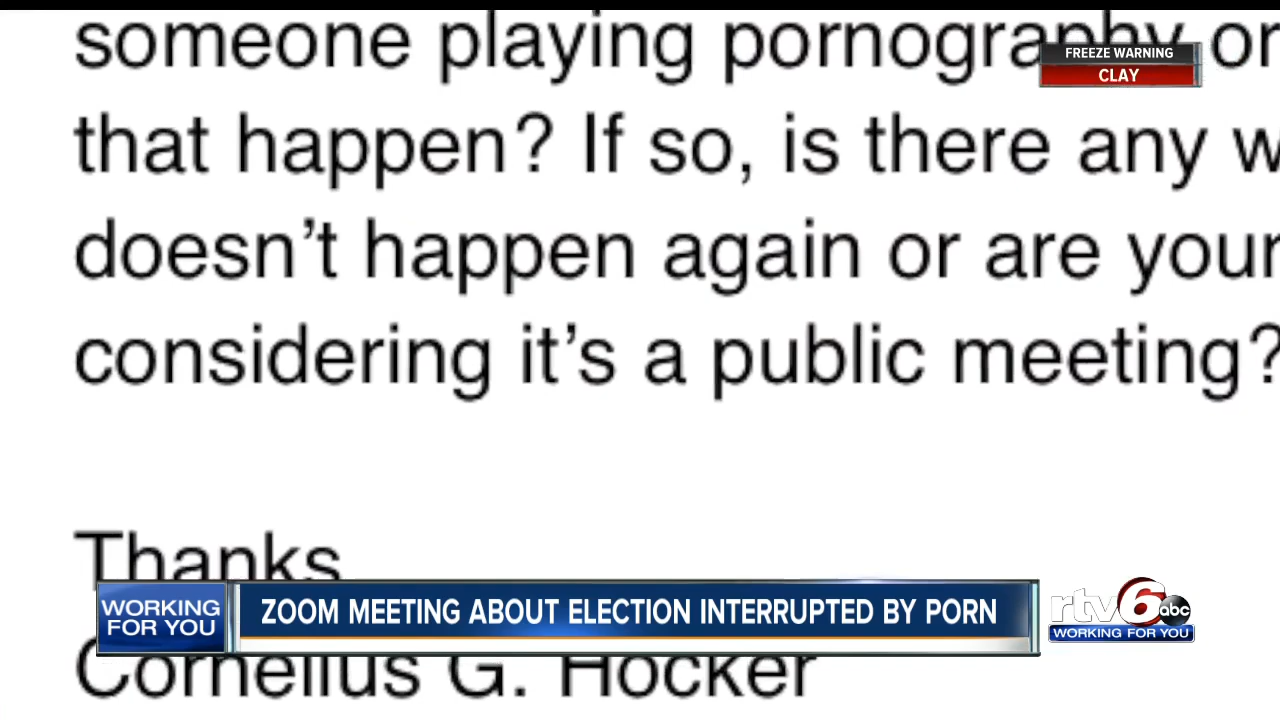 someone playing pornography or
FREEZE WARNING
CLAY
that happen? If so, is there any w
doesn't happen again or are your
considering it's a public meeting?
Thanks
WORKING
FOR YOU
ZOOM MEETING ABOUT ELECTION INTERRUPTED BY PORN
rtv6 abc
WORKING FOR YOU
Cornelius G. Hocker